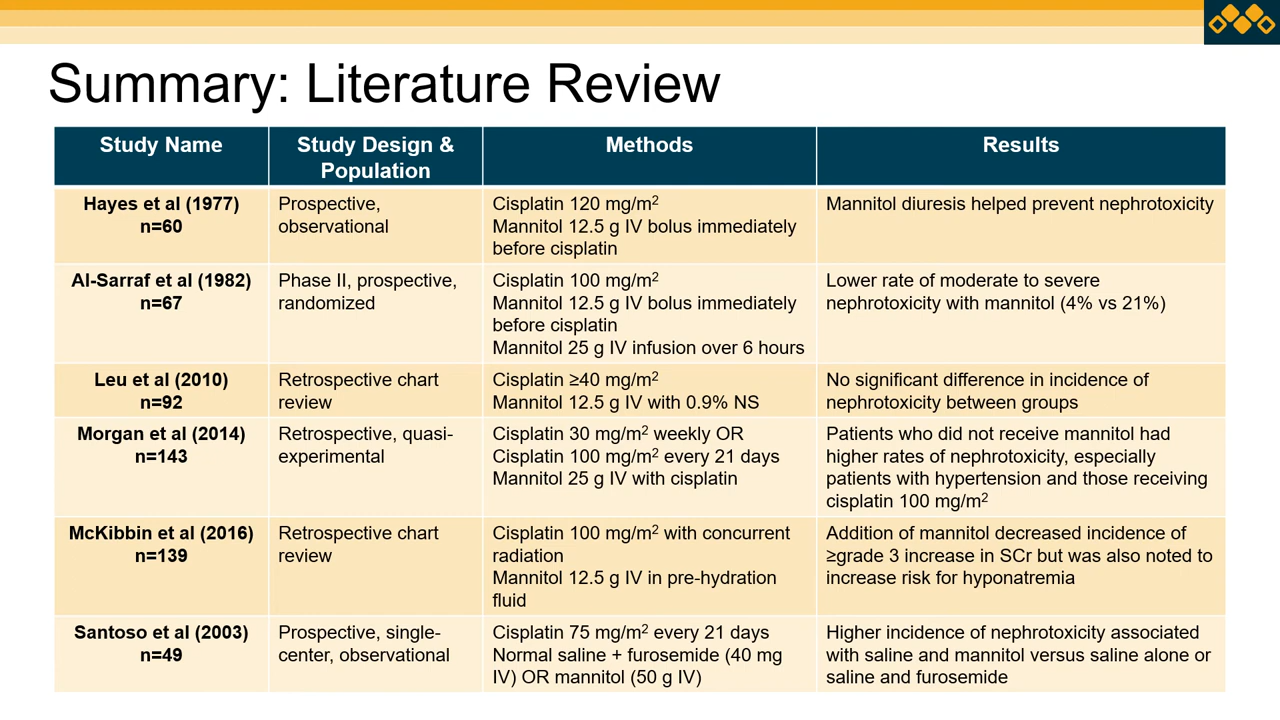 Summary: Literature Review
Study Name
Study Design &
Population
Methods
Results
Hayes et al (1977)
n=60
Prospective,
observational
Cisplatin 120 mg/m²
Mannitol 12.5 g IV bolus immediately
before cisplatin
Mannitol diuresis helped prevent nephrotoxicity
Al-Sarraf et al (1982)
n=67
Phase II, prospective,
randomized
Cisplatin 100 mg/m²
Mannitol 12.5 g IV bolus immediately
before cisplatin
Mannitol 25 g IV infusion over 6 hours
Lower rate of moderate to severe
nephrotoxicity with mannitol (4% vs 21%)
Leu et al (2010)
n=92
Retrospective chart
review
Cisplatin ≥40 mg/m²
Mannitol 12.5 g IV with 0.9% NS
No significant difference in incidence of
nephrotoxicity between groups
Morgan et al (2014)
n=143
Retrospective, quasi-
experimental
Cisplatin 30 mg/m² weekly OR
Cisplatin 100 mg/m² every 21 days
Mannitol 25 g IV with cisplatin
Patients who did not receive mannitol had
higher rates of nephrotoxicity, especially
patients with hypertension and those receiving
cisplatin 100 mg/m²
McKibbin et al (2016)
n=139
Retrospective chart
review
Cisplatin 100 mg/m² with concurrent
radiation
Mannitol 12.5 g IV in pre-hydration
fluid
Addition of mannitol decreased incidence of
≥grade 3 increase in SCr but was also noted to
increase risk for hyponatremia
Santoso et al (2003)
n=49
Prospective, single-
center, observational
Cisplatin 75 mg/m² every 21 days
Normal saline + furosemide (40 mg
IV) OR mannitol (50 g IV)
Higher incidence of nephrotoxicity associated
with saline and mannitol versus saline alone or
saline and furosemide